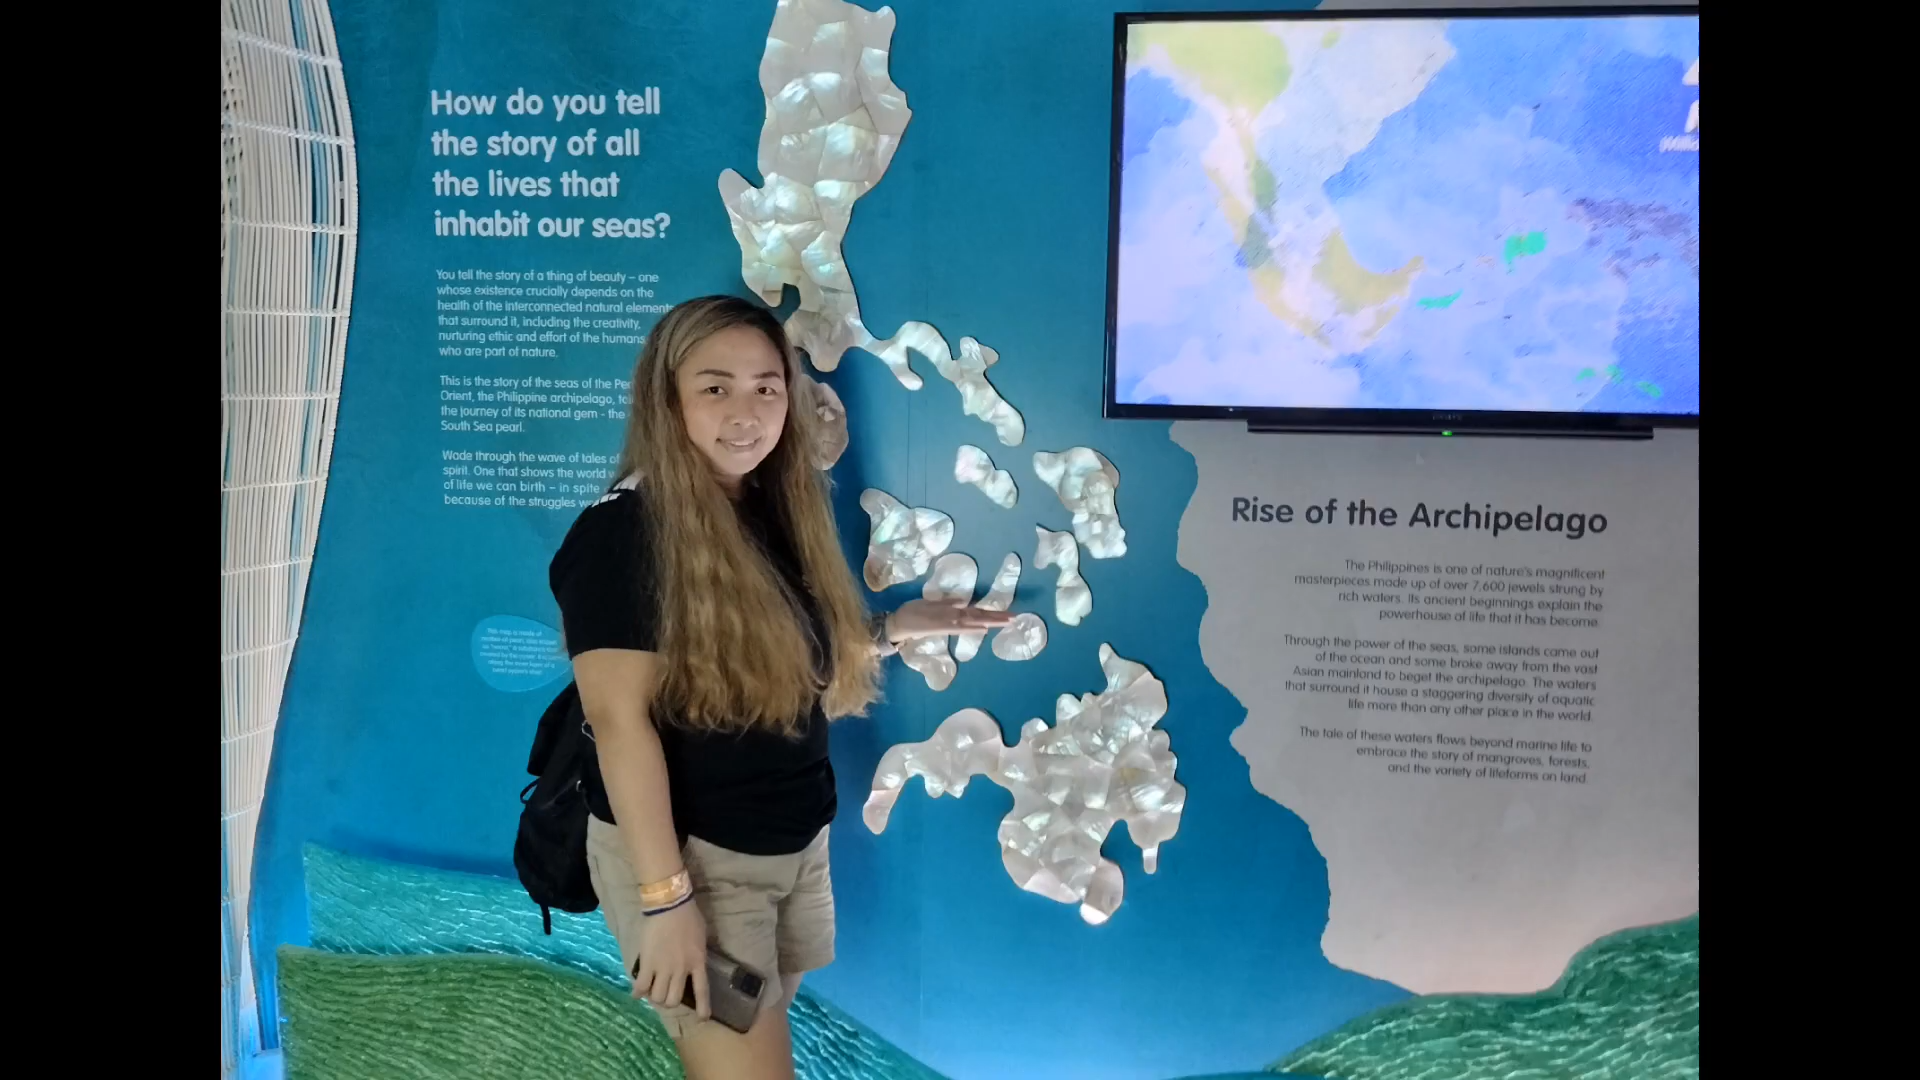 How do you tell
the story of all
the lives that
inhabit our seas?
You tell the story of a thing of beauty – one
whose existence crucially depends on the
health of the interconnected natural elements
that surround it, including the creativity,
nurturing ethic and effort of the humans
who are part of nature.
This is the story of the seas of the
Orient, the Philippine archipelago,
the journey of its national gem - the
South Sea pearl.
Wade through the wave of tales of
spirit. One that shows the world
of life we can birth – in spite
because of the struggles
This map is made of
Rise of the Archipelago
The Philippines is one of nature's magnificent
masterpieces made up of over 7,600 jewels strung by
rich waters. Its ancient beginnings explain the
powerhouse of life that it has become.
Through the power of the seas, some islands came out
of the ocean and some broke away from the vast
Asian mainland to beget the archipelago. The waters
that surround it house a staggering diversity of aquatic
life more than any other place in the world.
The tale of these waters flows beyond marine life to
embrace the story of mangroves, forests,
and the variety of lifeforms on land.